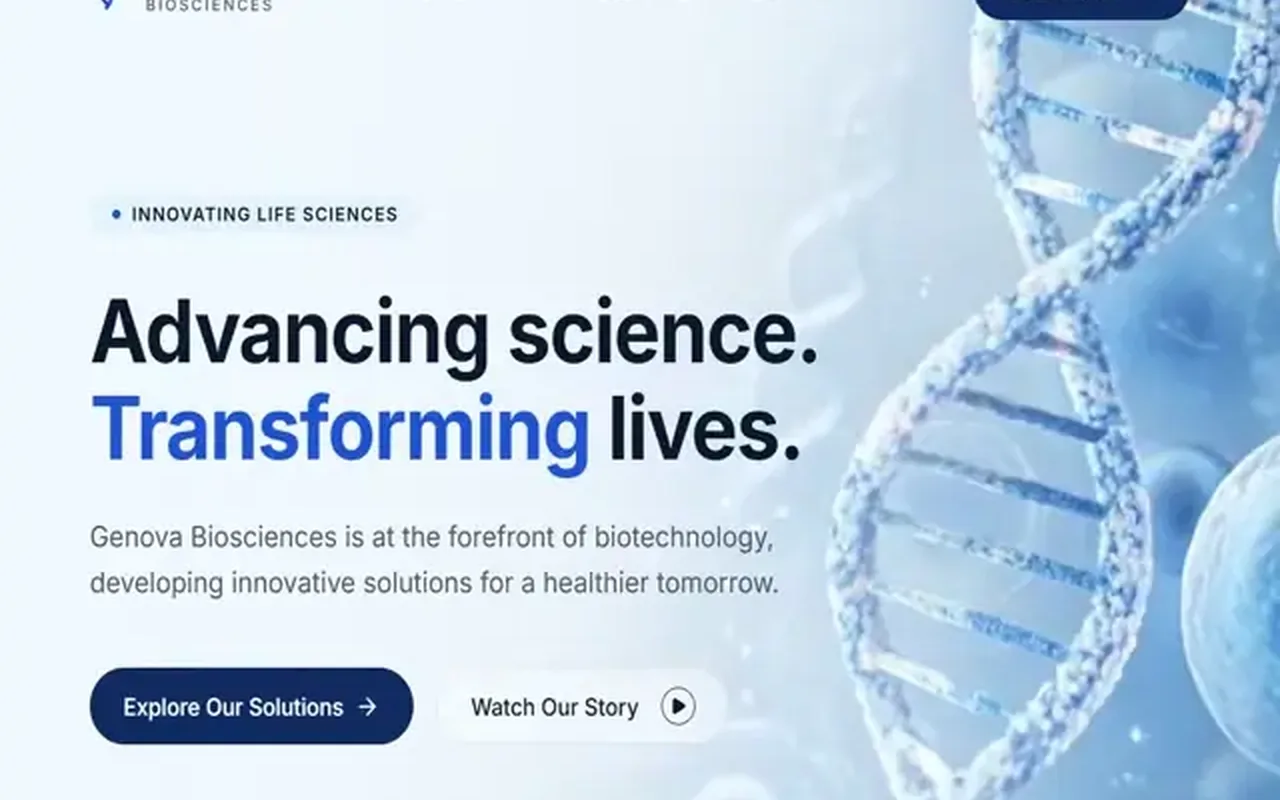 BIOSCIENCES
INNOVATING LIFE SCIENCES
Advancing science.
Transforming lives.
Genova Biosciences is at the forefront of biotechnology,
developing innovative solutions for a healthier tomorrow.
Explore Our Solutions →
Watch Our Story